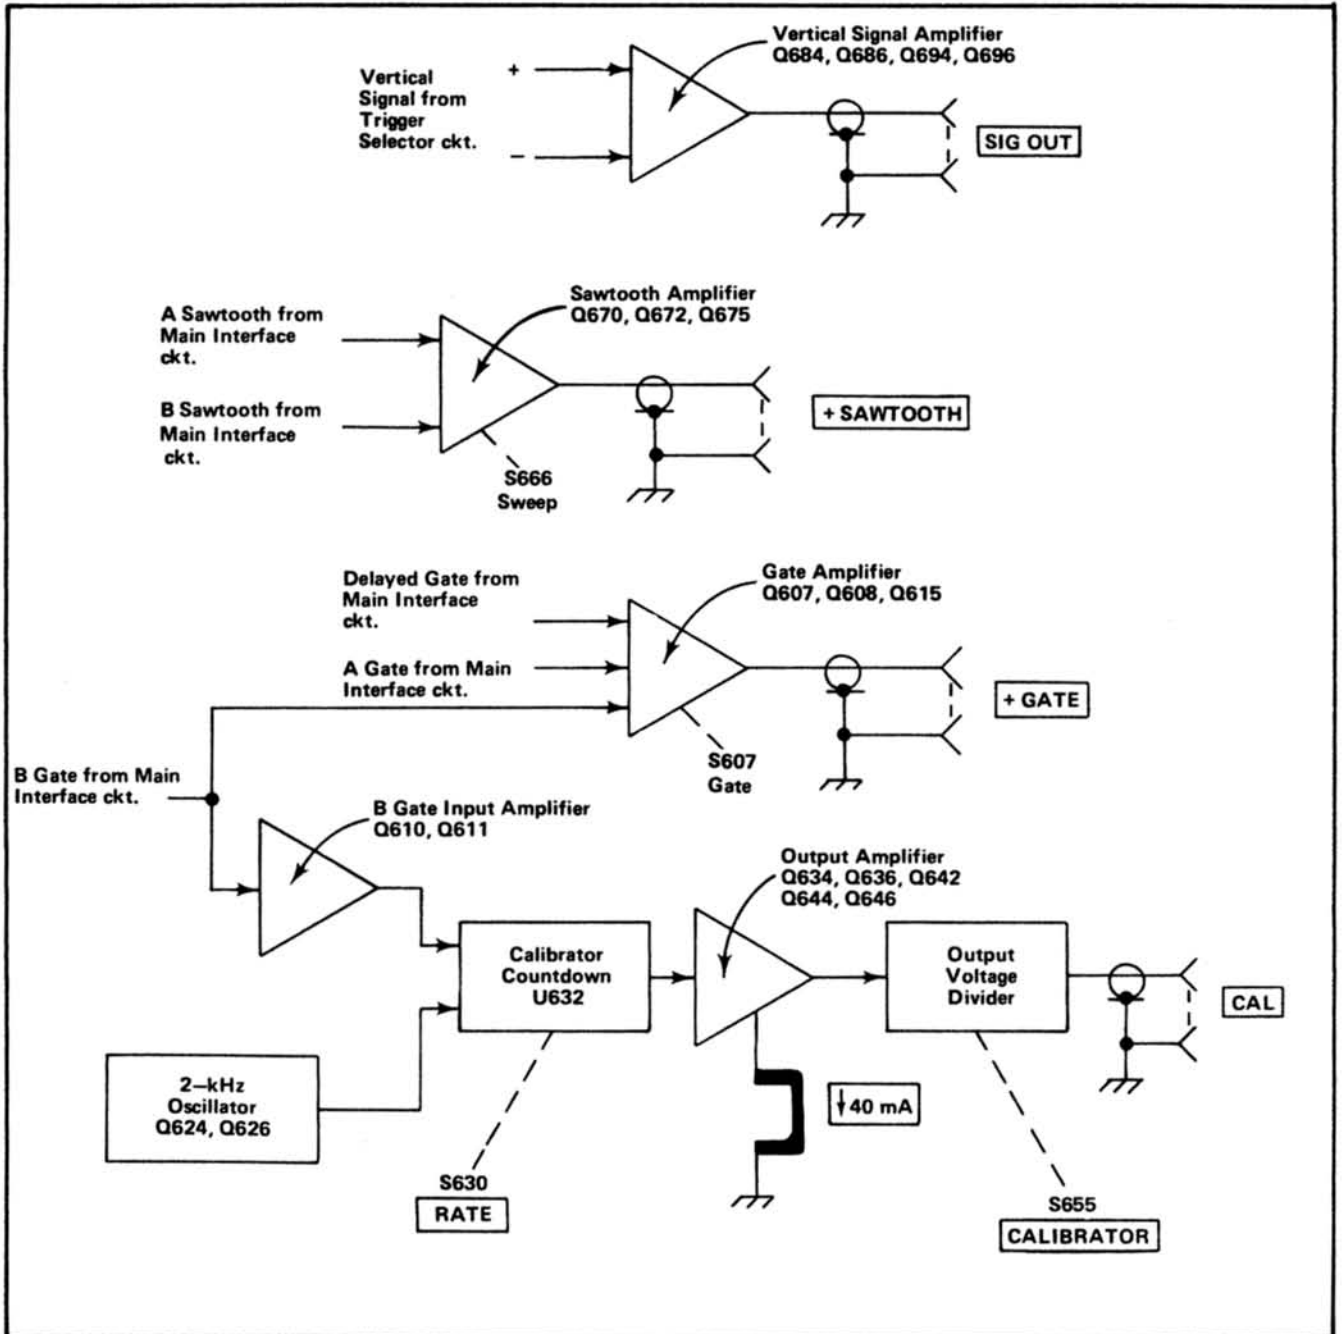 Vertical Signal Amplifier
Q684, Q686, Q694, Q696
Vertical
Signal from
Trigger
Selector ckt.
+
−
SIG OUT
Sawtooth Amplifier
Q670, Q672, Q675
A Sawtooth from
Main Interface
ckt.
B Sawtooth from
Main Interface
ckt.
+ SAWTOOTH
S666
Sweep
Gate Amplifier
Q607, Q608, Q615
Delayed Gate from
Main Interface
ckt.
A Gate from Main
Interface ckt.
+ GATE
S607
Gate
B Gate from Main
Interface ckt.
B Gate Input Amplifier
Q610, Q611
Output Amplifier
Q634, Q636, Q642
Q644, Q646
Calibrator
Countdown
U632
Output
Voltage
Divider
CAL
2–kHz
Oscillator
Q624, Q626
↓40 mA
S630
RATE
S655
CALIBRATOR